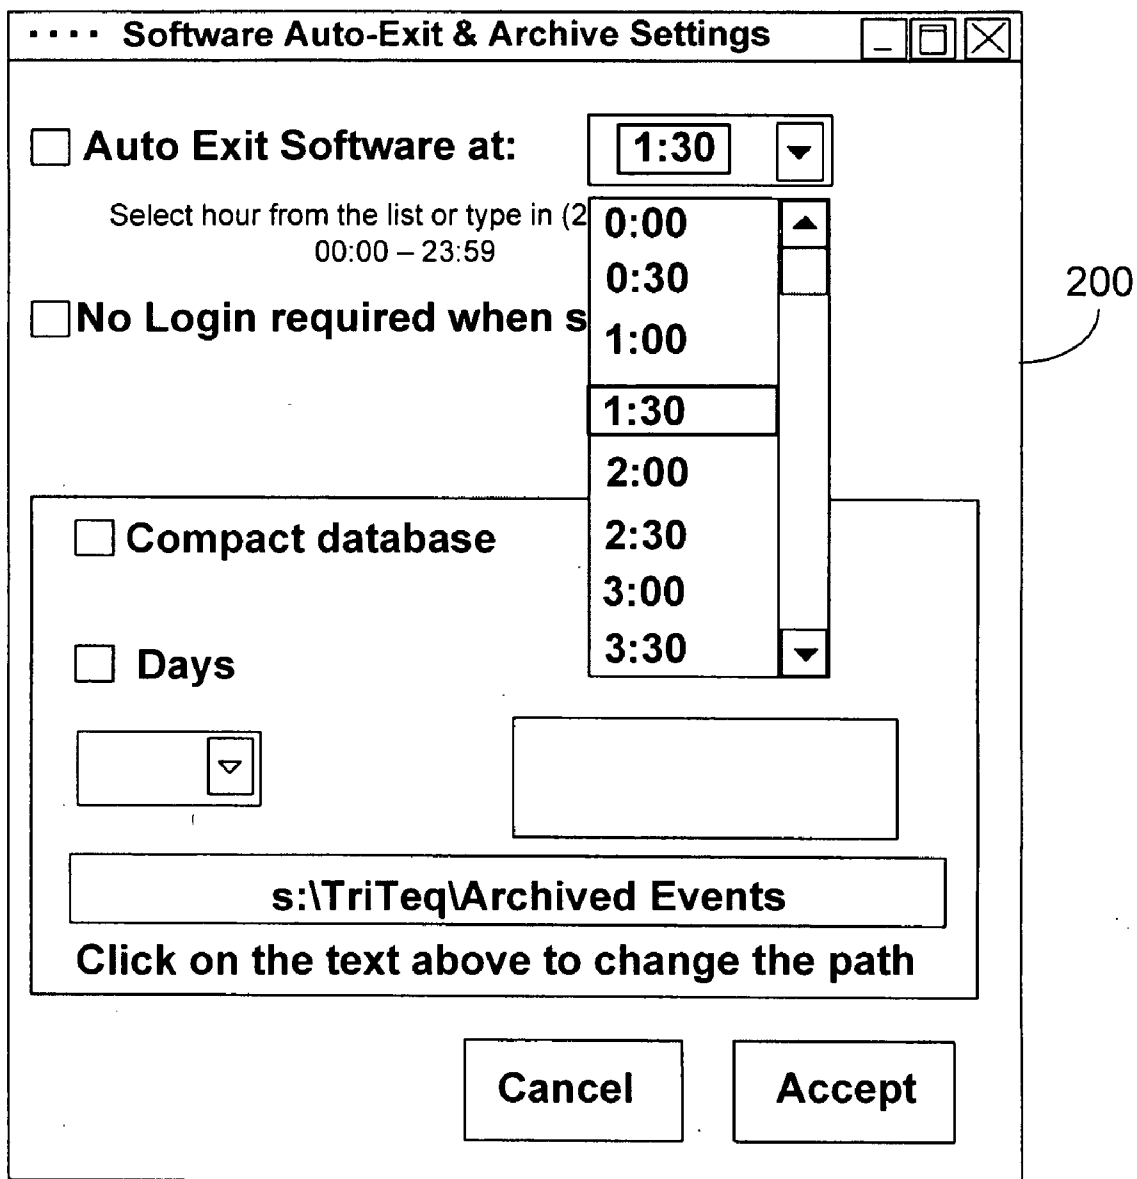 Software Auto-Exit & Archive Settings
Auto Exit Software at:
1:30
Select hour from the list or type in (2
00:00 – 23:59
No Login required when s
0:00
0:30
1:00
1:30
2:00
2:30
3:00
3:30
200
Compact database
Days
s:\TriTeq\Archived Events
Click on the text above to change the path
Cancel
Accept